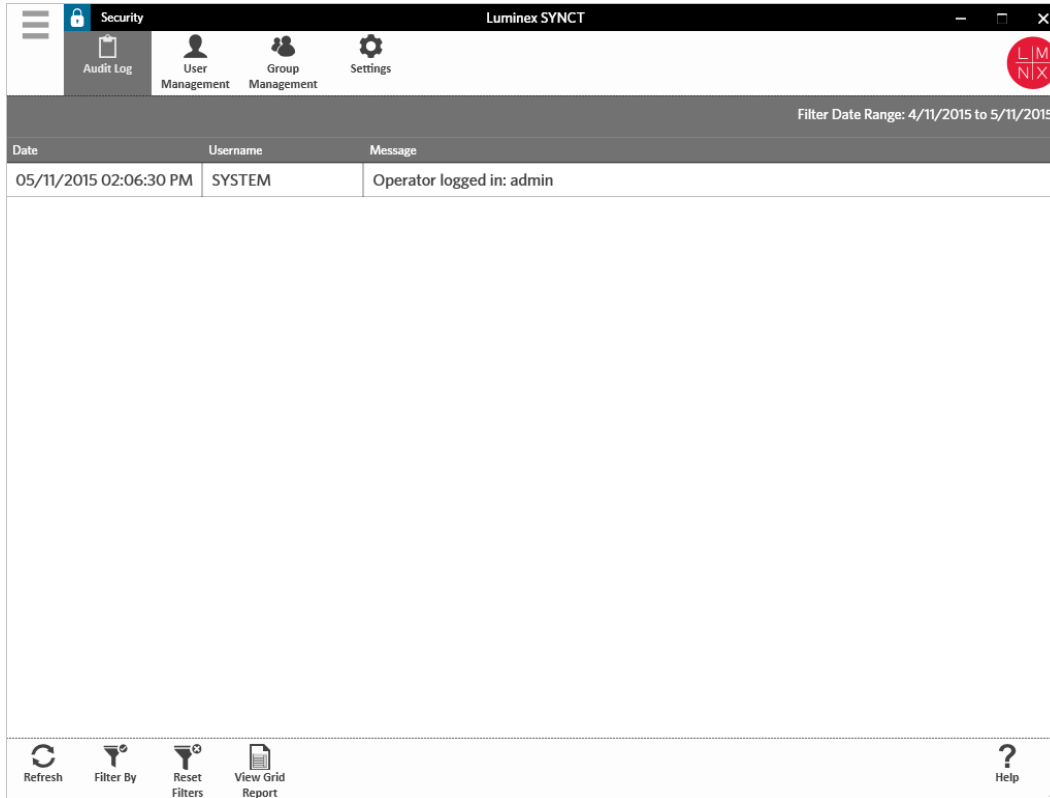 Security
Luminex SYNCT
Audit Log
User
Management
Group
Management
Settings
L M
N X
Filter Date Range: 4/11/2015 to 5/11/2015
Date Username Message
05/11/2015 02:06:30 PM SYSTEM Operator logged in: admin
Refresh
Filter By
Reset
Filters
View Grid
Report
?
Help